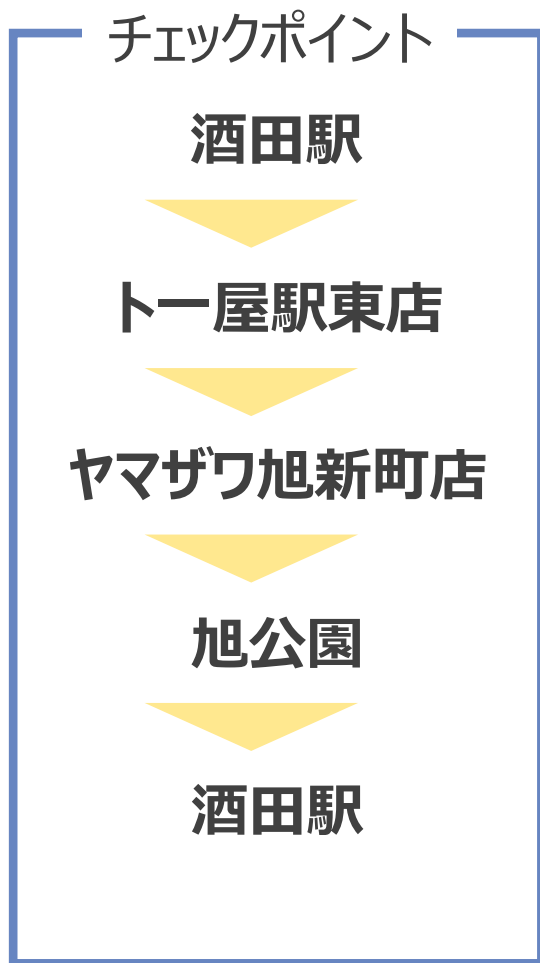 チェックポイント
酒田駅
ト一屋駅東店
ヤマザワ旭新町店
旭公園
酒田駅